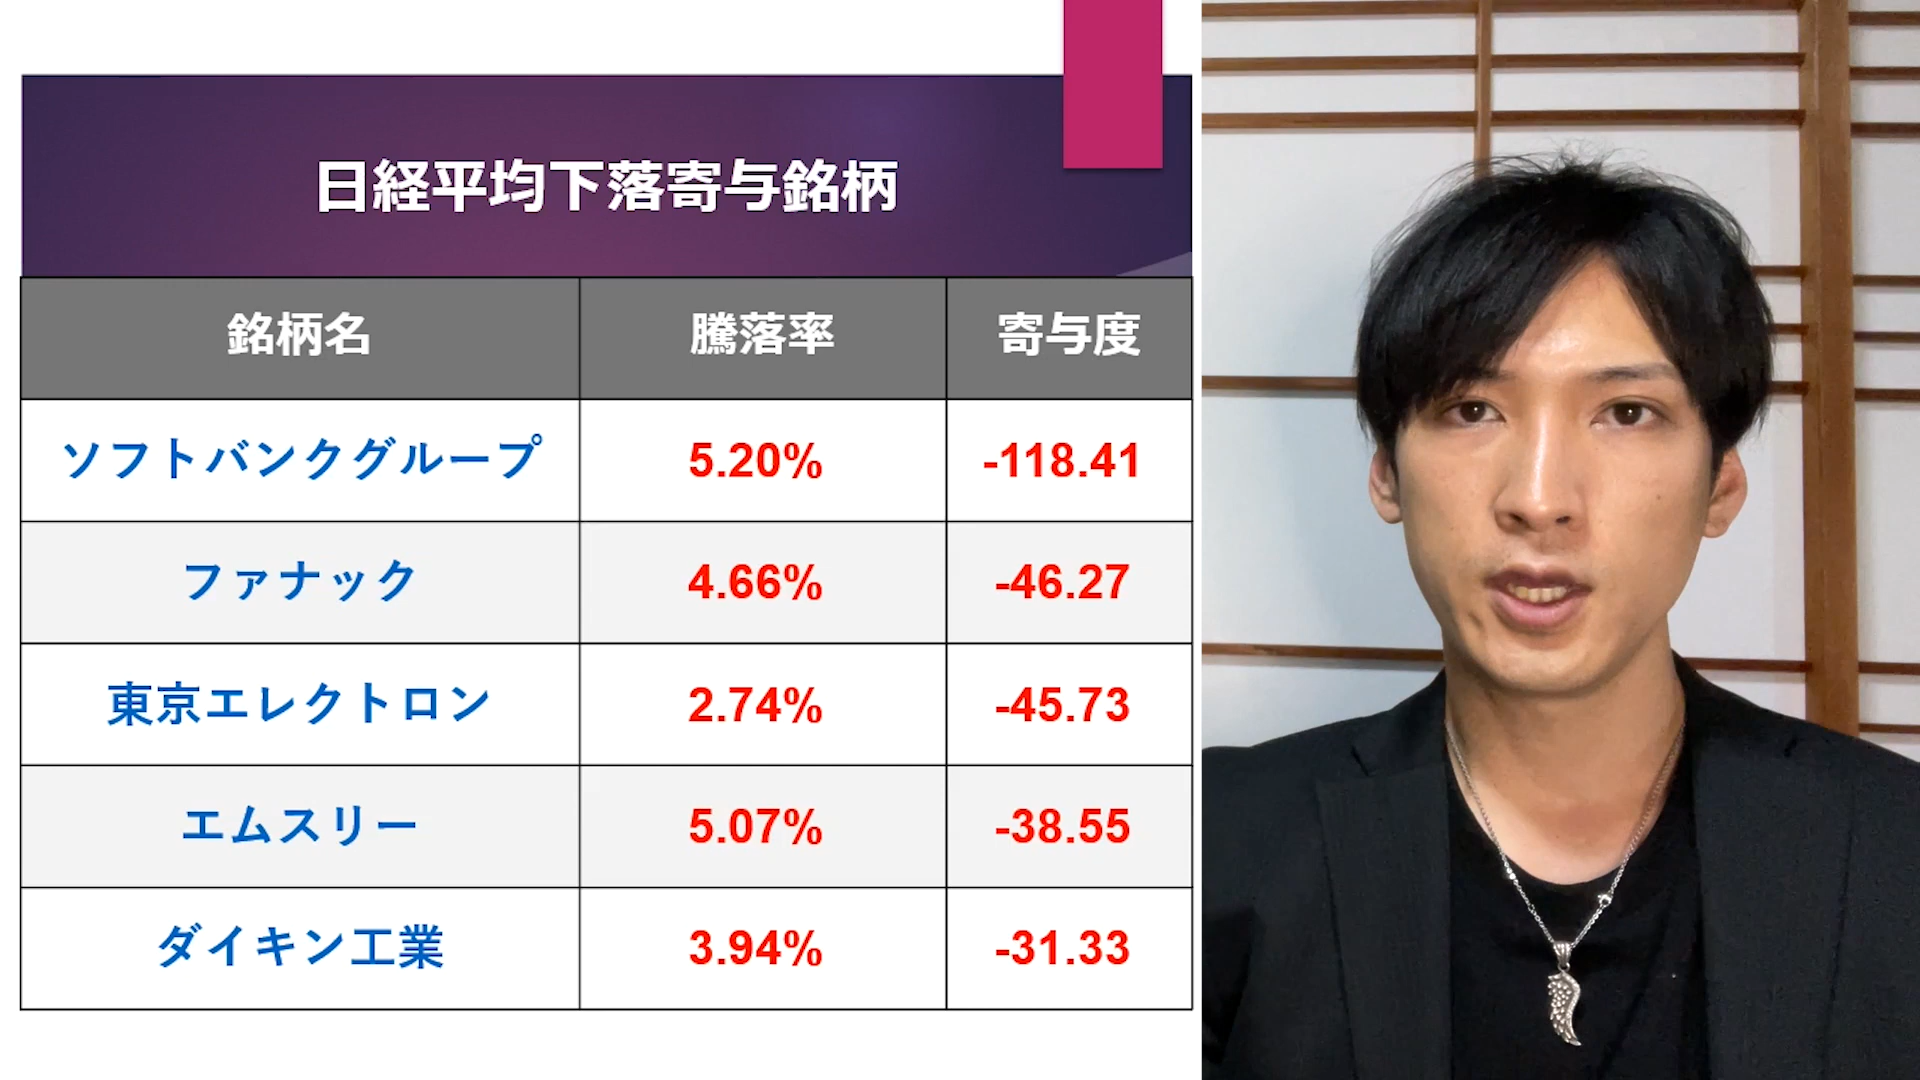 日経平均下落寄与銘柄
銘柄名 騰落率 寄与度
ソフトバンクグループ 5.20% -118.41
ファナック 4.66% -46.27
東京エレクトロン 2.74% -45.73
エムスリー 5.07% -38.55
ダイキン工業 3.94% -31.33